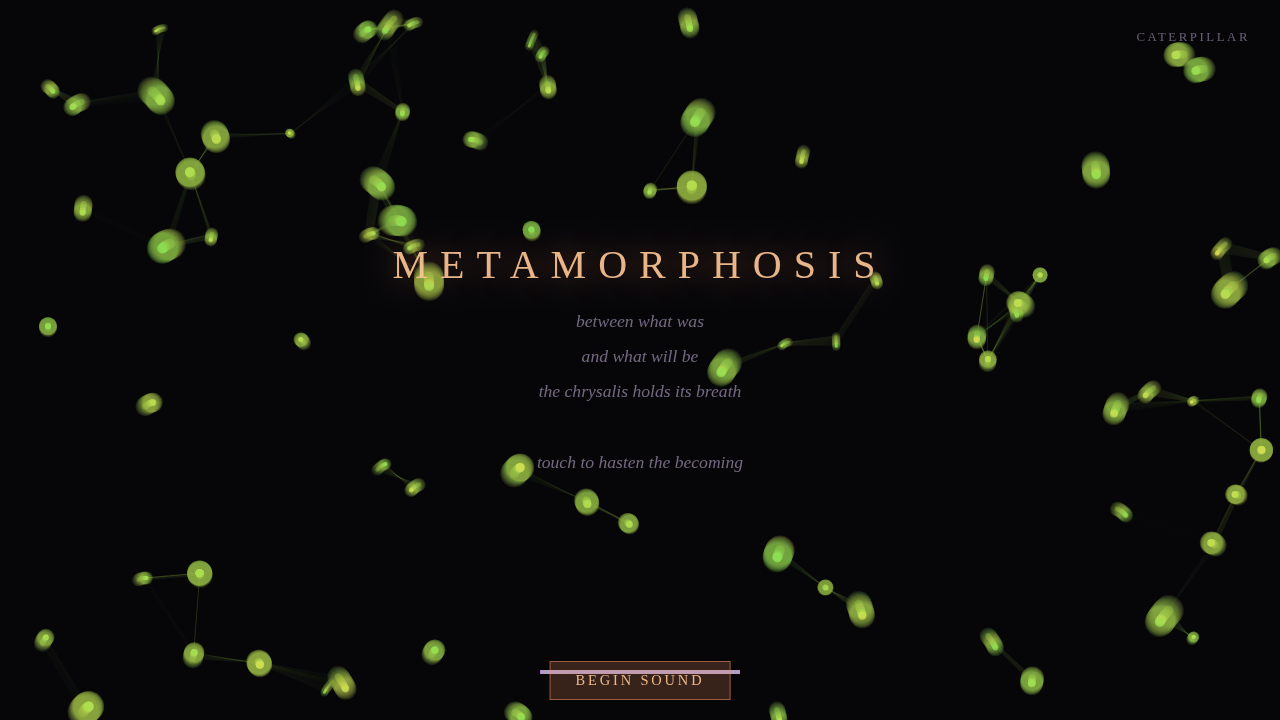 CATERPILLAR
METAMORPHOSIS
between what was
and what will be
the chrysalis holds its breath
touch to hasten the becoming
BEGIN SOUND